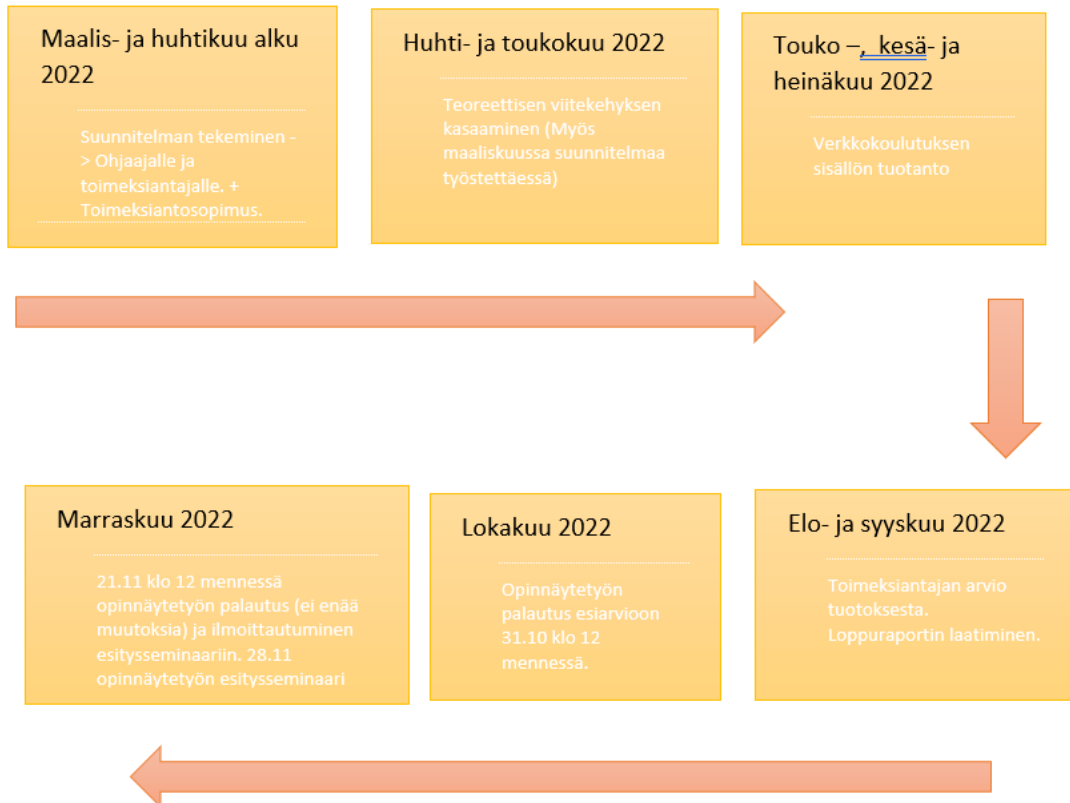 Maalis- ja huhtikuu alku
2022
Suunnitelman tekeminen -
> Ohjaajalle ja
toimeksiantajalle. +
Toimeksiantosopimus.
Huhti- ja toukokuu 2022
Teoreettisen viitekehyksen
kasaaminen (Myös
maaliskuussa suunnitelmaa
työstettäessä)
Touko –, kesä- ja
heinäkuu 2022
Verkkokoulutuksen
sisällön tuotanto
Marraskuu 2022
21.11 klo 12 mennessä
opinnäytetyön palautus (ei enää
muutoksia) ja ilmoittautuminen
esitysseminaariin. 28.11
opinnäytetyön esitysseminaari
Lokakuu 2022
Opinnäytetyön
palautus esiarvioon
31.10 klo 12
mennessä.
Elo- ja syyskuu 2022
Toimeksiantajan arvio
tuotoksesta.
Loppuraportin laatiminen.